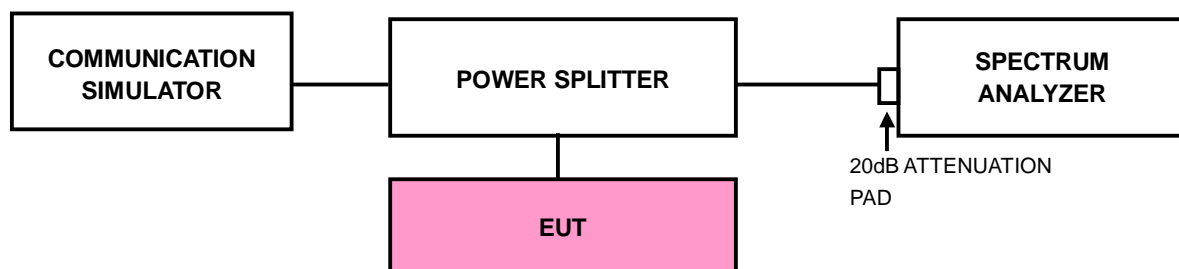 COMMUNICATION
SIMULATOR
POWER SPLITTER
SPECTRUM
ANALYZER
20dB ATTENUATION
PAD
EUT